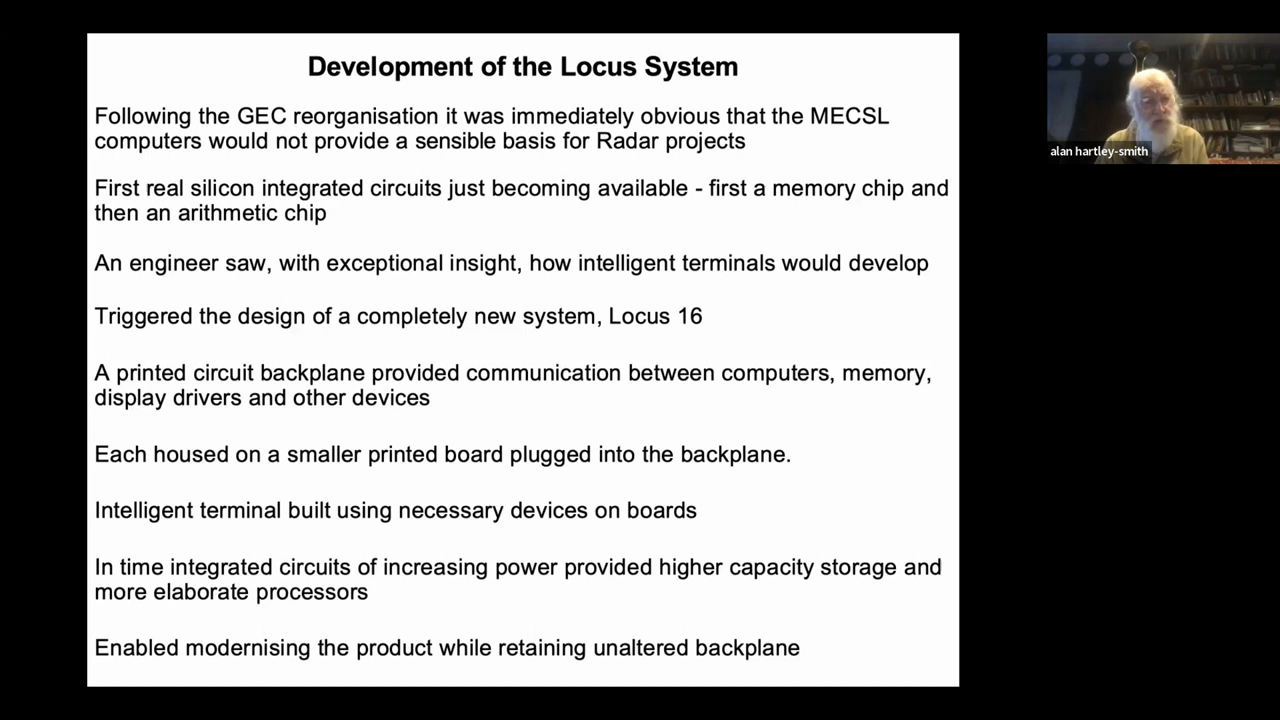 Development of the Locus System
Following the GEC reorganisation it was immediately obvious that the MECSL
computers would not provide a sensible basis for Radar projects
First real silicon integrated circuits just becoming available - first a memory chip and
then an arithmetic chip
An engineer saw, with exceptional insight, how intelligent terminals would develop
Triggered the design of a completely new system, Locus 16
A printed circuit backplane provided communication between computers, memory,
display drivers and other devices
Each housed on a smaller printed board plugged into the backplane.
Intelligent terminal built using necessary devices on boards
In time integrated circuits of increasing power provided higher capacity storage and
more elaborate processors
Enabled modernising the product while retaining unaltered backplane
alan hartley-smith